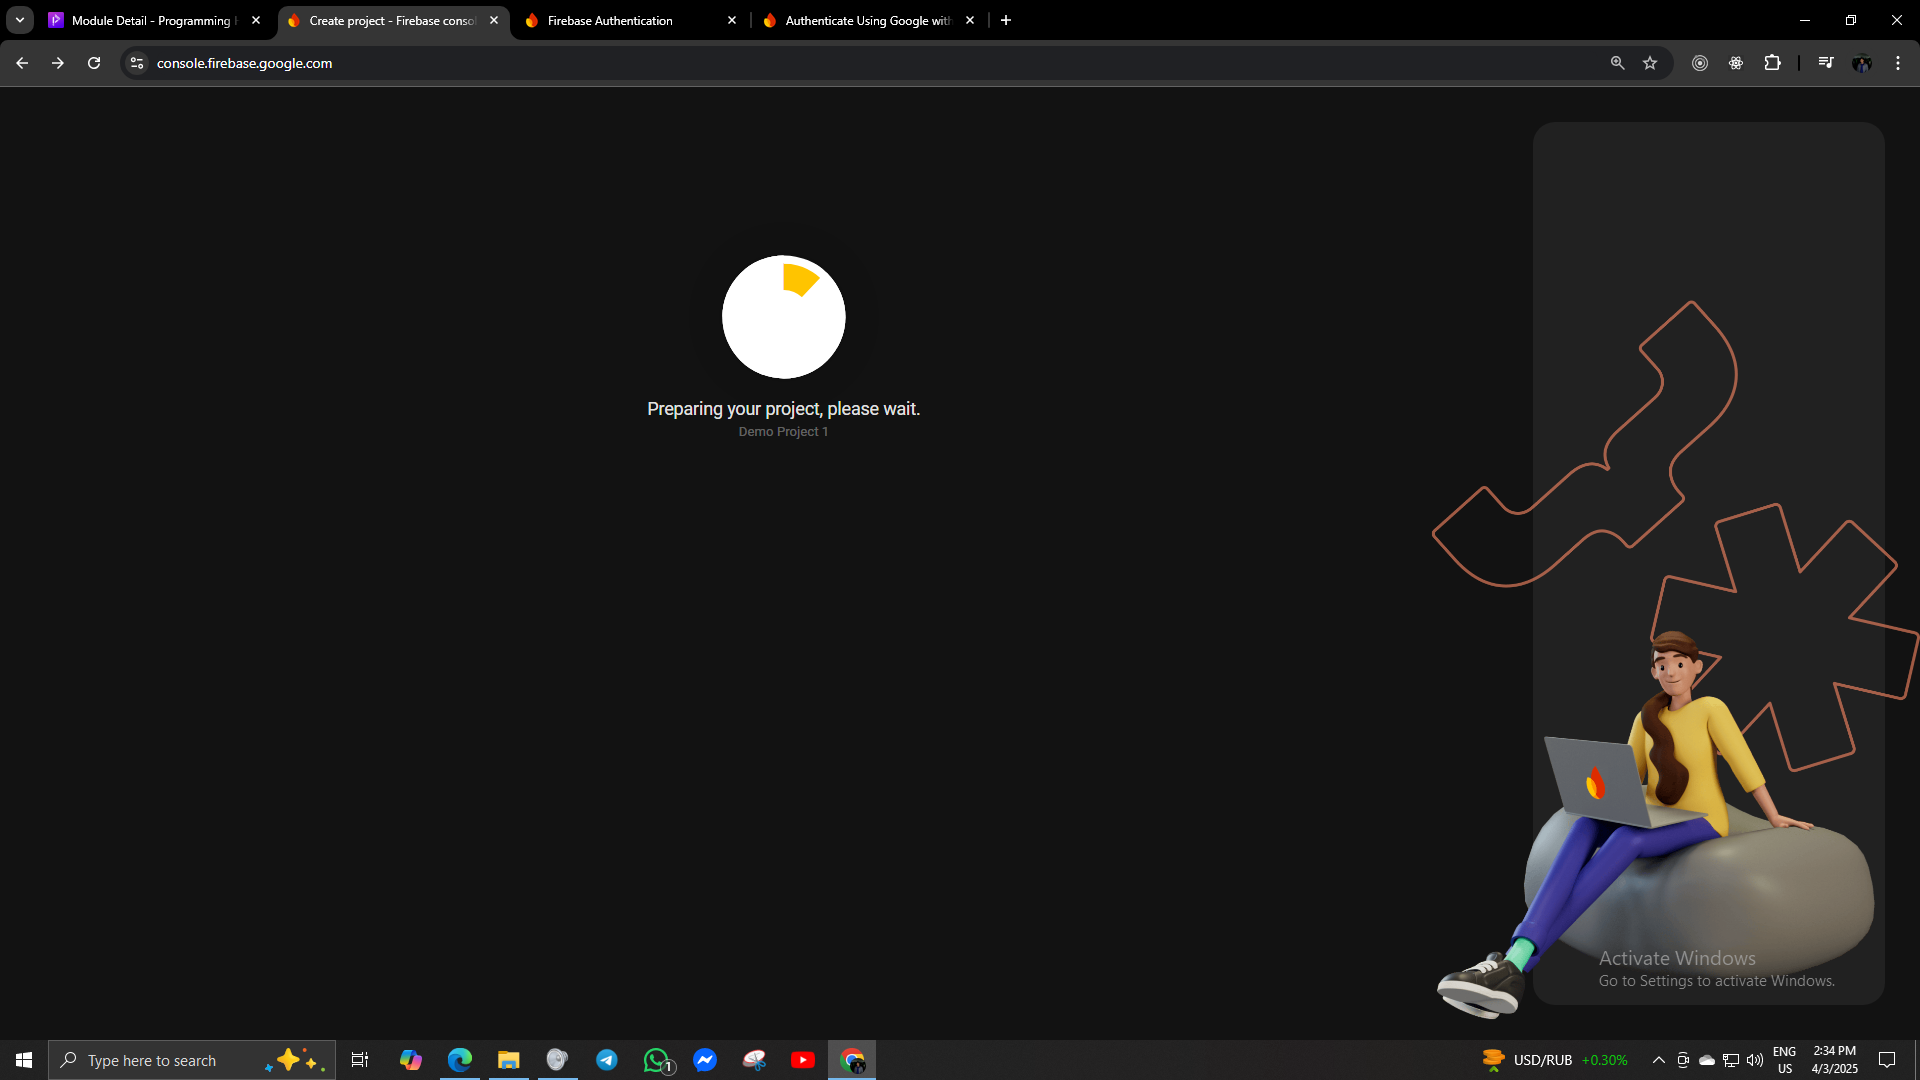 Module Detail - Programming H
Create project - Firebase conso
Firebase Authentication
Authenticate Using Google with
console.firebase.google.com
Preparing your project, please wait.
Demo Project 1
Activate Windows
Go to Settings to activate Windows.
Type here to search
1
USD/RUB +0.30%
ENG
US
2:34 PM
4/3/2025